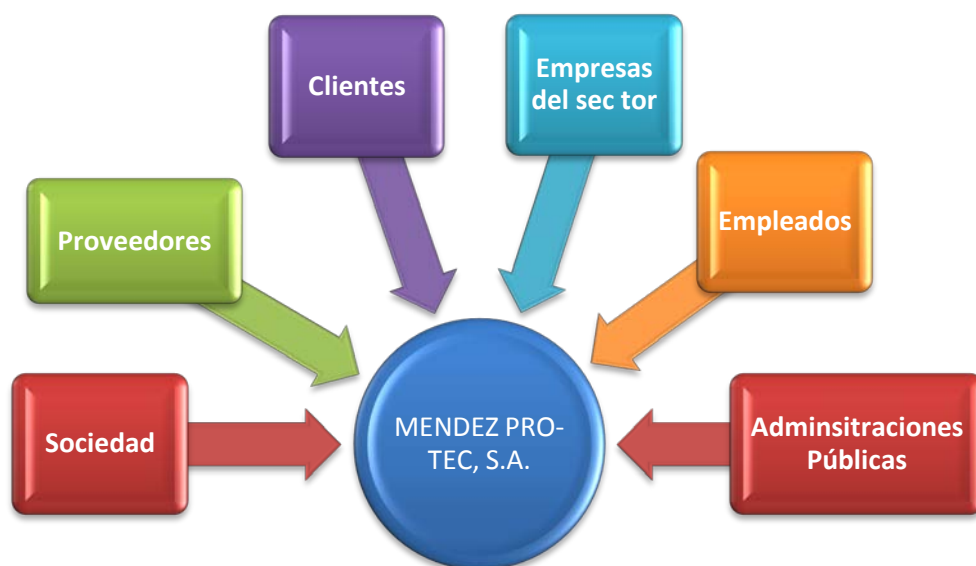 Clientes
Empresas
del sec tor
Proveedores
Empleados
Sociedad
MENDEZ PRO-
TEC, S.A.
Adminsitraciones
Públicas